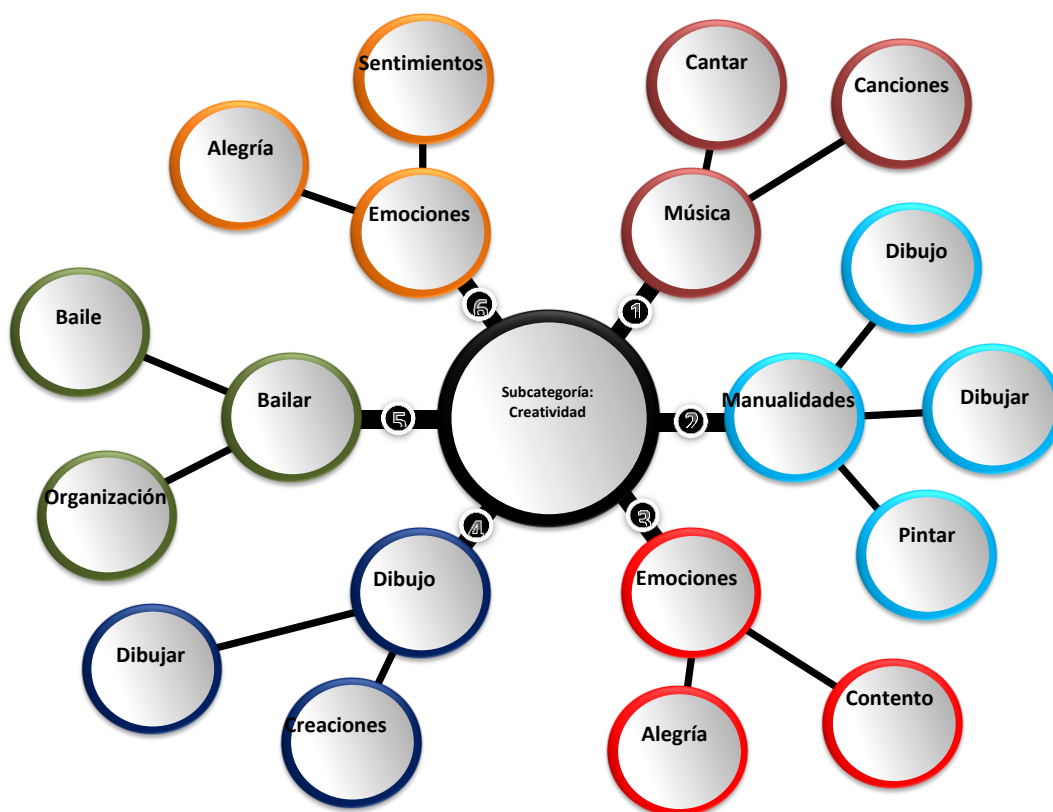 Sentimientos
Cantar
Canciones
Alegría
Emociones
Música
Dibujo
6
1
Baile
Bailar
5
Subcategoría:
Creatividad
2
Manualidades
Dibujar
Organización
4
3
Pintar
Dibujo
Emociones
Dibujar
Creaciones
Alegría
Contento